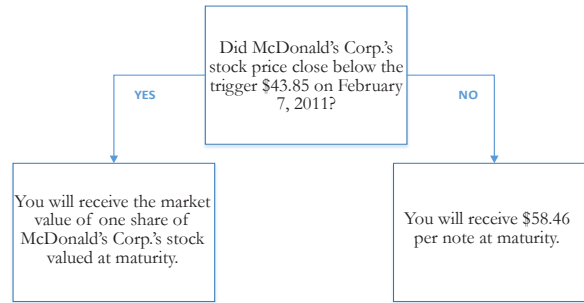 Did McDonald's Corp.'s
stock price close below the
trigger $43.85 on February
7, 2011?
YES
NO
You will receive the market
value of one share of
McDonald's Corp.'s stock
valued at maturity.
You will receive $58.46
per note at maturity.